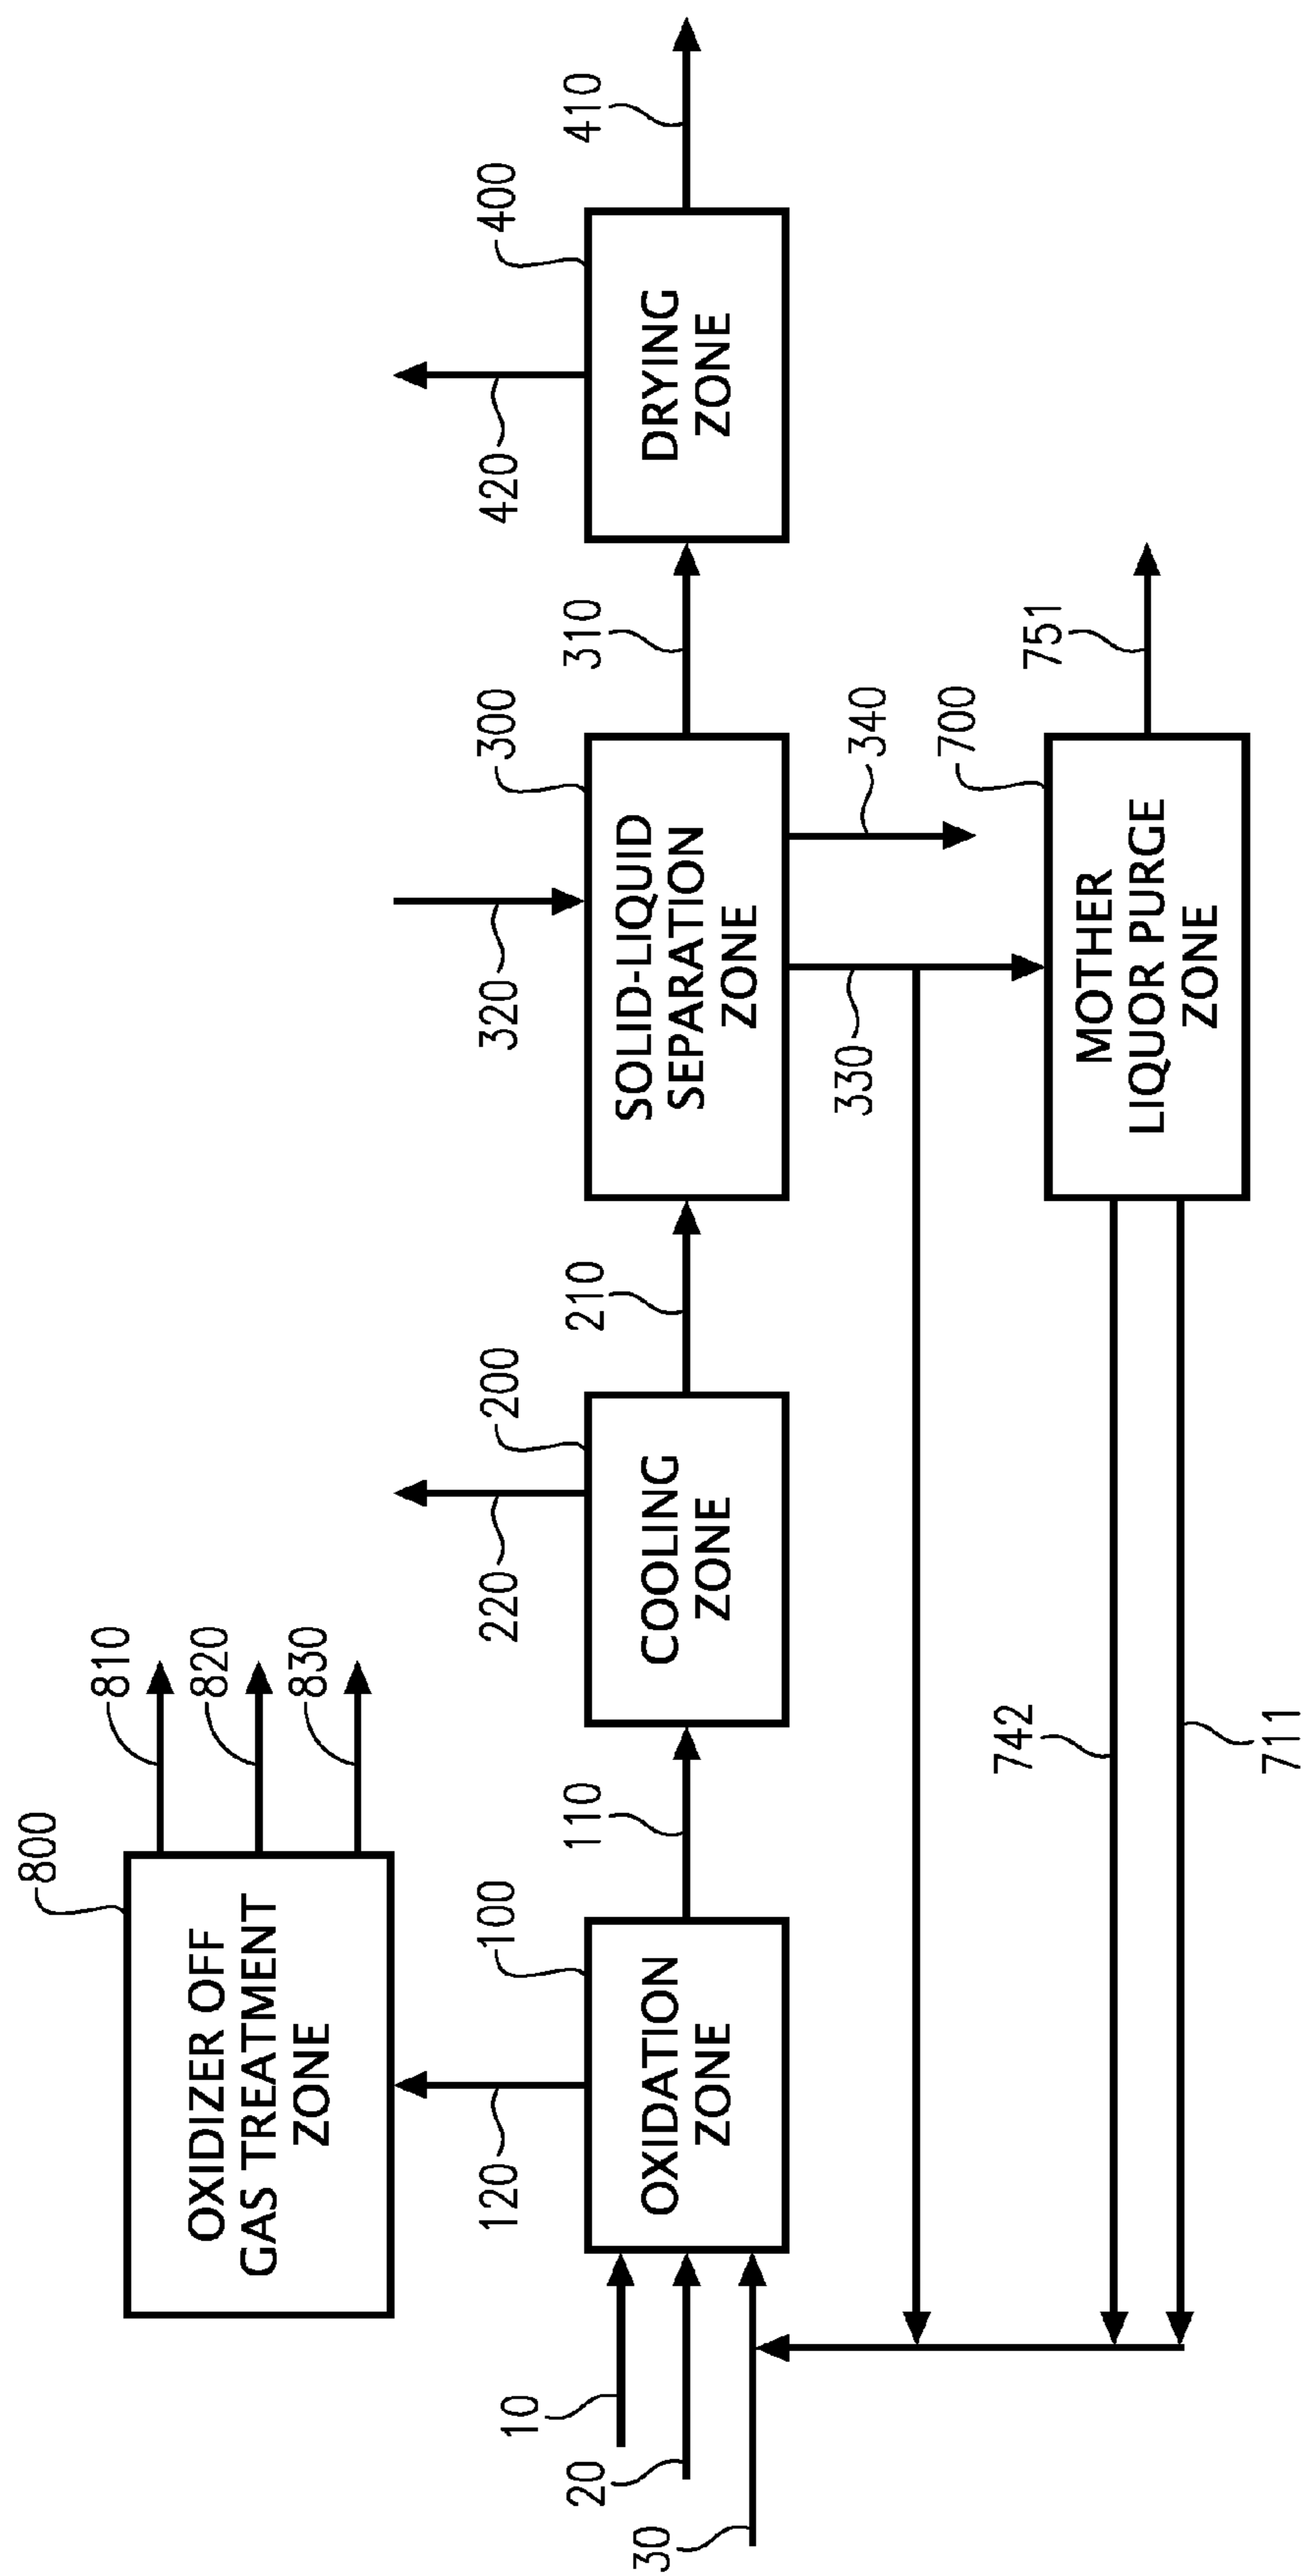 800
OXIDIZER OFF
GAS TREATMENT
ZONE
810
820
830
120
220
320
420
100
200
300
400
10
20
30
OXIDATION
ZONE
110
COOLING
ZONE
210
SOLID-LIQUID
SEPARATION
ZONE
310
DRYING
ZONE
410
330
340
700
742
711
MOTHER
LIQUOR PURGE
ZONE
751